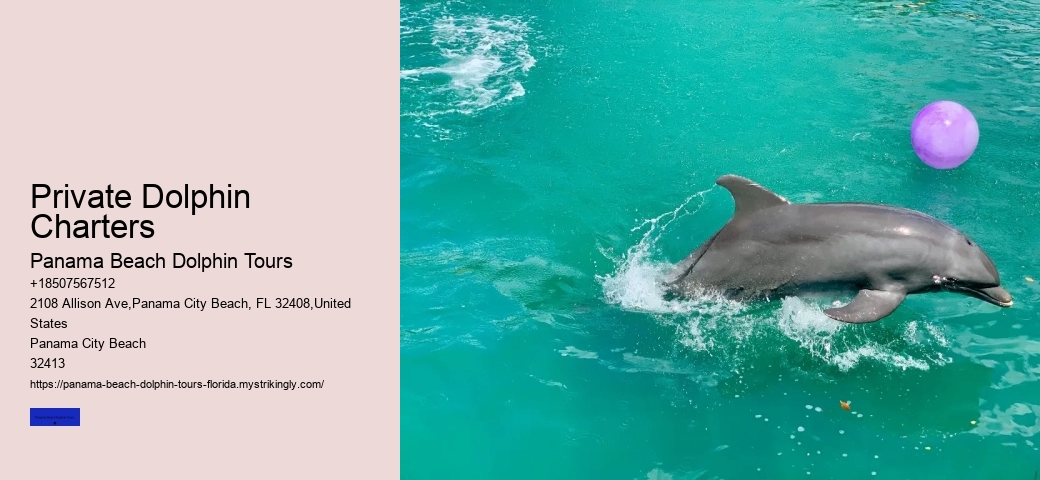 Private Dolphin
Charters
Panama Beach Dolphin Tours
+18507567512
2108 Allison Ave,Panama City Beach, FL 32408,United
States
Panama City Beach
32413
https://panama-beach-dolphin-tours-florida.mystrikingly.com/